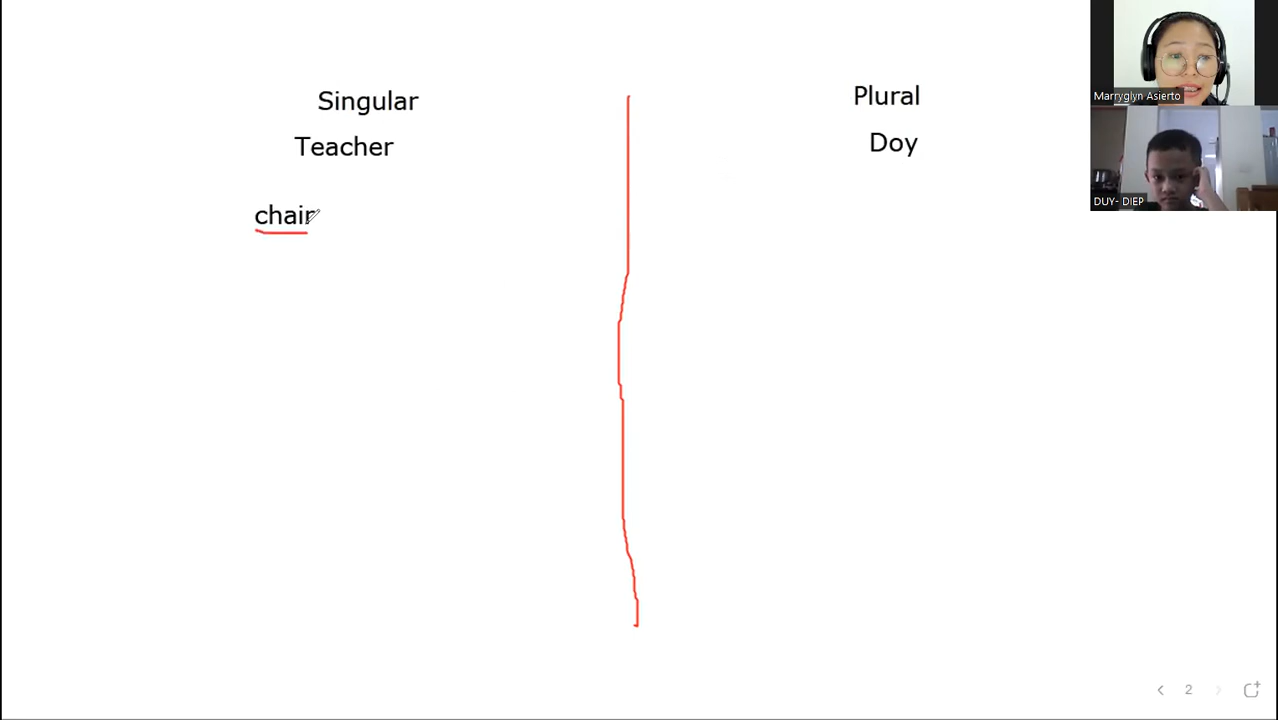 Singular
Plural
Teacher
Doy
chair
Marryglyn Asierto
DUY- DIEP
2